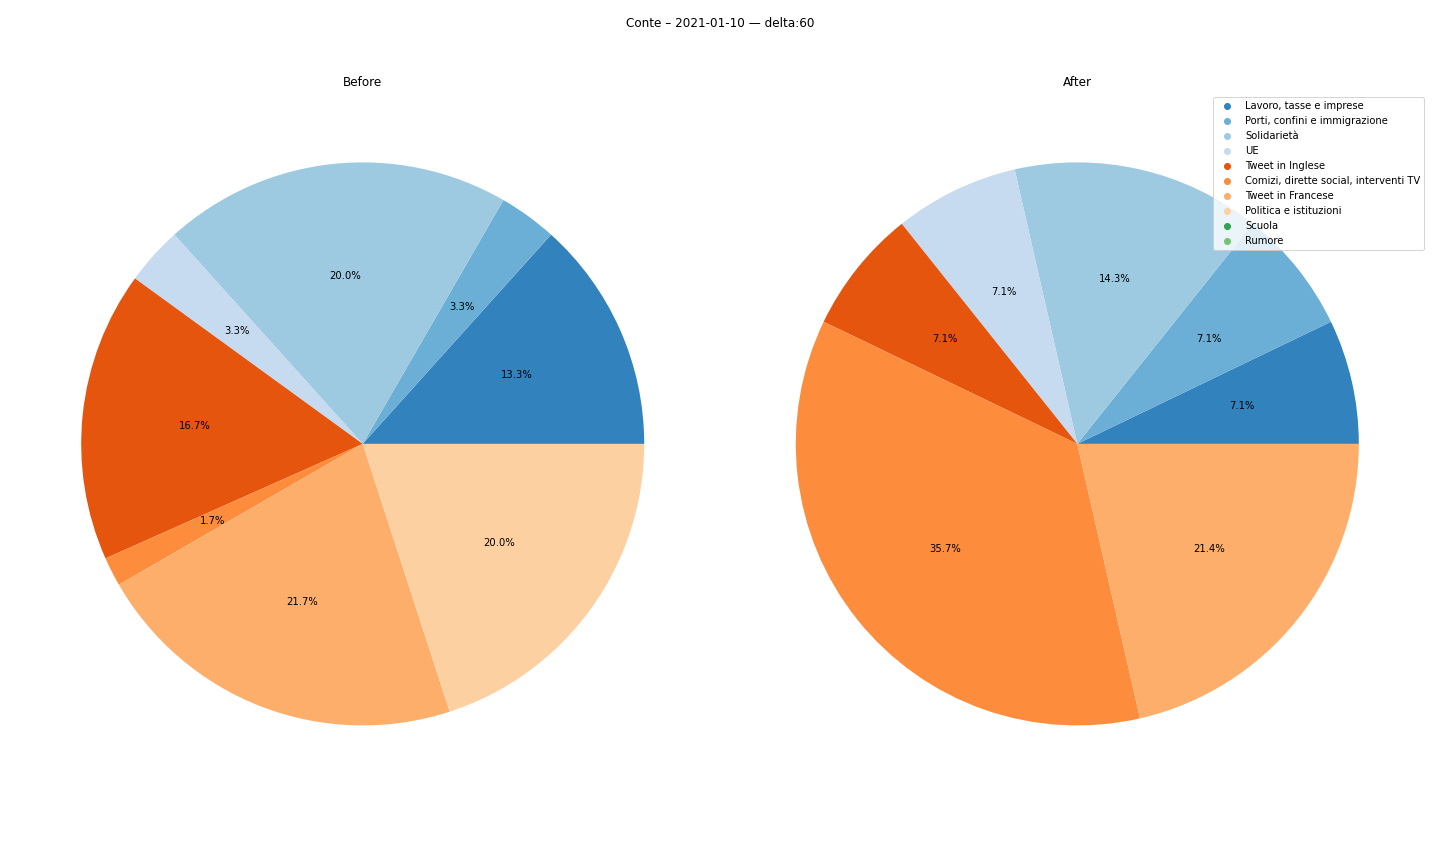 Conte – 2021-01-10 — delta:60
Before
20.0%
3.3%
3.3%
13.3%
16.7%
1.7%
20.0%
21.7%
After
Lavoro, tasse e imprese
Porti, confini e immigrazione
Solidarietà
UE
Tweet in Inglese
Comizi, dirette social, interventi TV
Tweet in Francese
Politica e istituzioni
Scuola
Rumore
14.3%
7.1%
7.1%
7.1%
7.1%
35.7%
21.4%